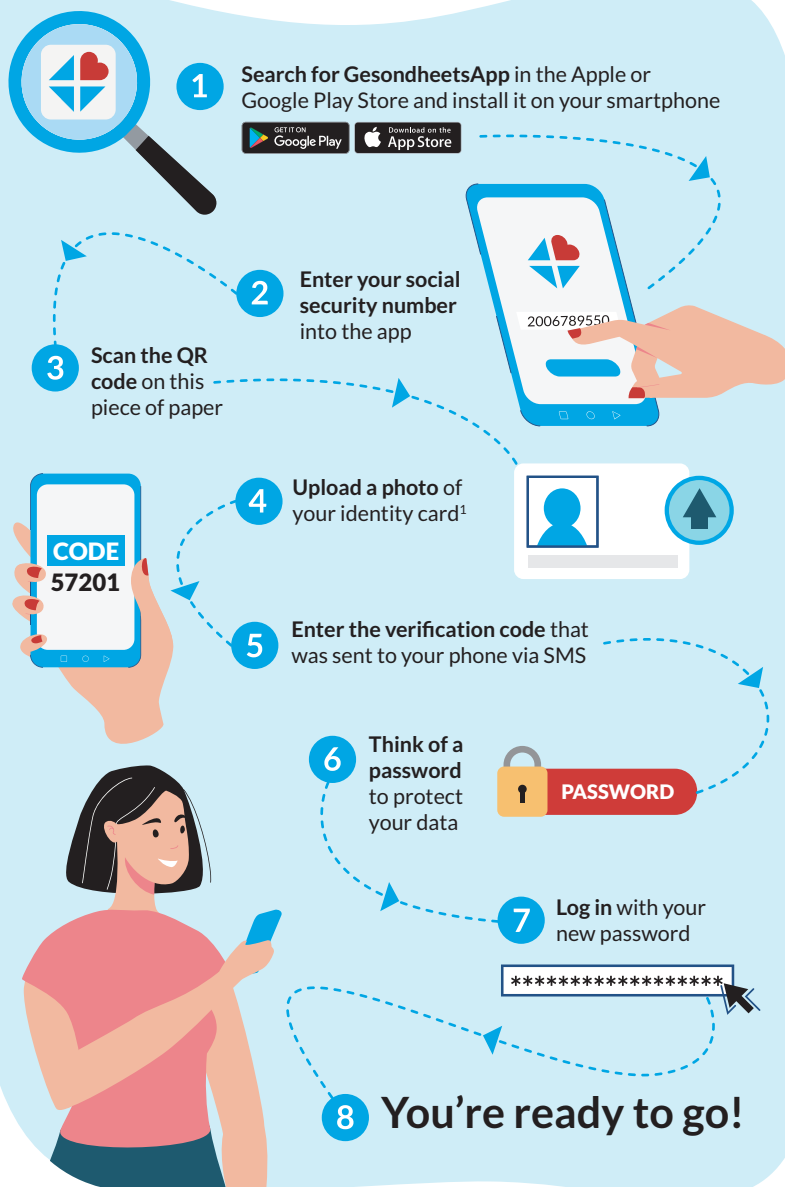 1
Search for GesondheetsApp in the Apple or
Google Play Store and install it on your smartphone
GET IT ON
Google Play
Download on the
App Store
2
Enter your social
security number
into the app
2006789550
3
Scan the QR
code on this
piece of paper
4
Upload a photo of
your identity card¹
CODE
57201
5
Enter the verification code that
was sent to your phone via SMS
6
Think of a
password
to protect
your data
PASSWORD
7
Log in with your
new password
******************
8
You're ready to go!